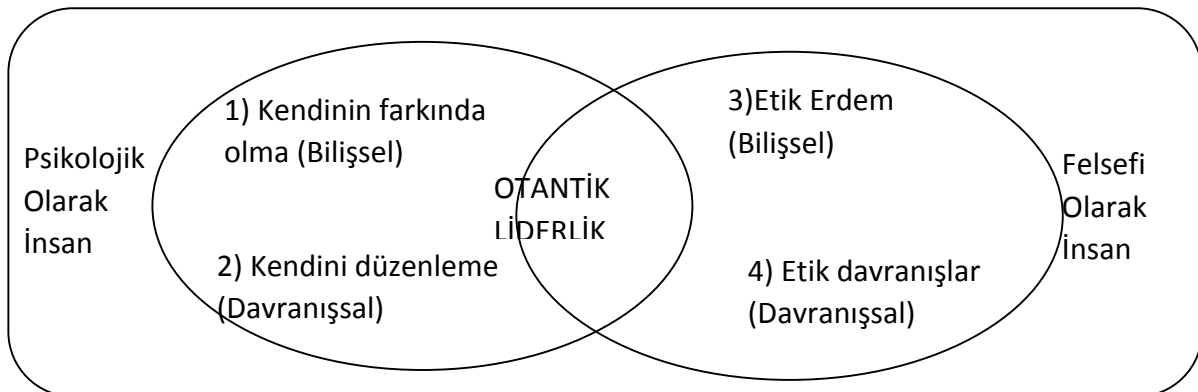 1) Kendinin farkında
olma (Bilişsel)
Psikolojik
Olarak
İnsan
2) Kendini düzenleme
(Davranışsal)
OTANTİK
LİDERLİK
3)Etik Erdem
(Bilişsel)
4) Etik davranışlar
(Davranışsal)
Felsefi
Olarak
İnsan